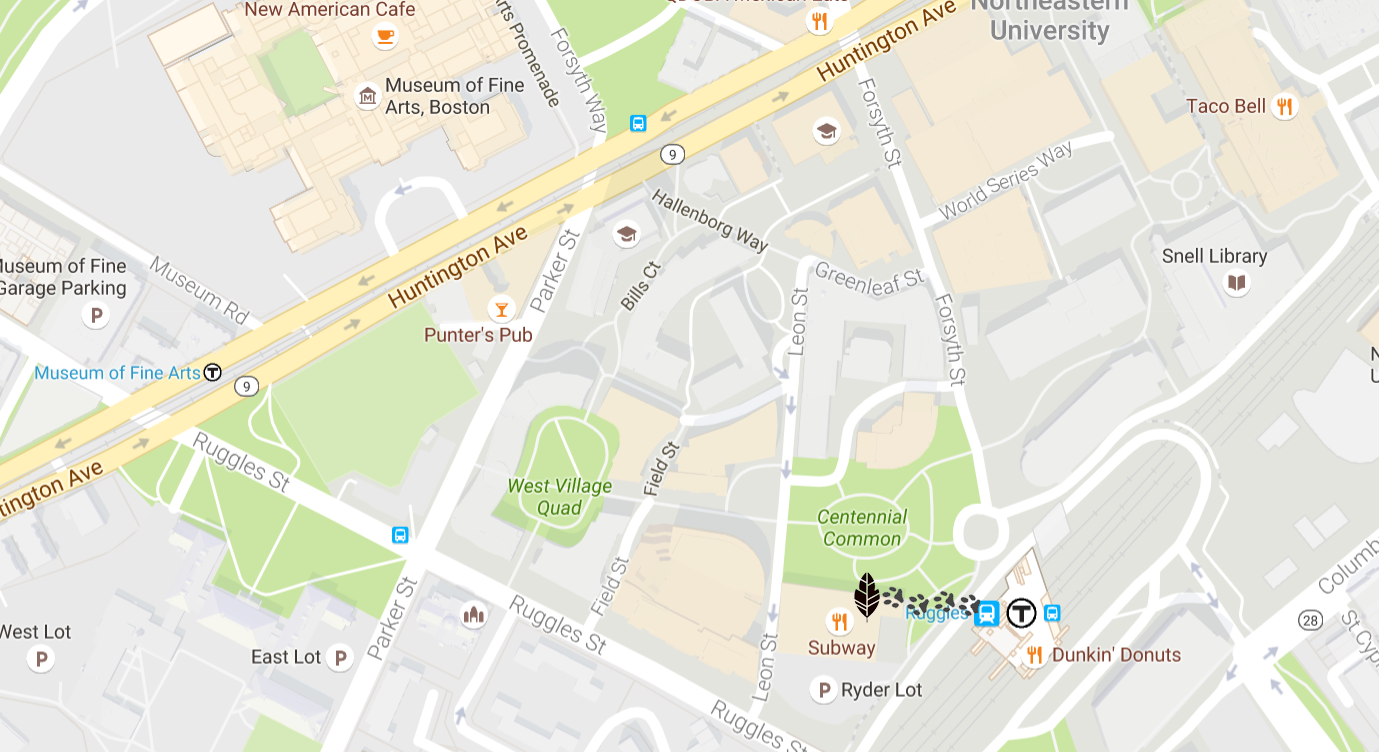 New American Cafe
Arts Promenade
Forsyth Way
Huntington Ave
Northeastern
University
Museum of Fine
Arts, Boston
Taco Bell
9
Forsyth St
World Series Way
Hallenborg Way
Snell Library
Museum of Fine
Garage Parking
P
Museum Rd
Huntington Ave
Parker St
Bills Ct
Greenleaf St
Leon St
Forsyth St
Punter's Pub
Museum of Fine Arts
T
9
Ruggles St
tington Ave
Field St
West Village
Quad
Centennial
Common
Field St
Ruggles
T
Columb
28
St Cyp
West Lot
P
East Lot
P
Parker St
Ruggles St
Subway
Dunkin' Donuts
Leon St
P
Ryder Lot
Ruggles St